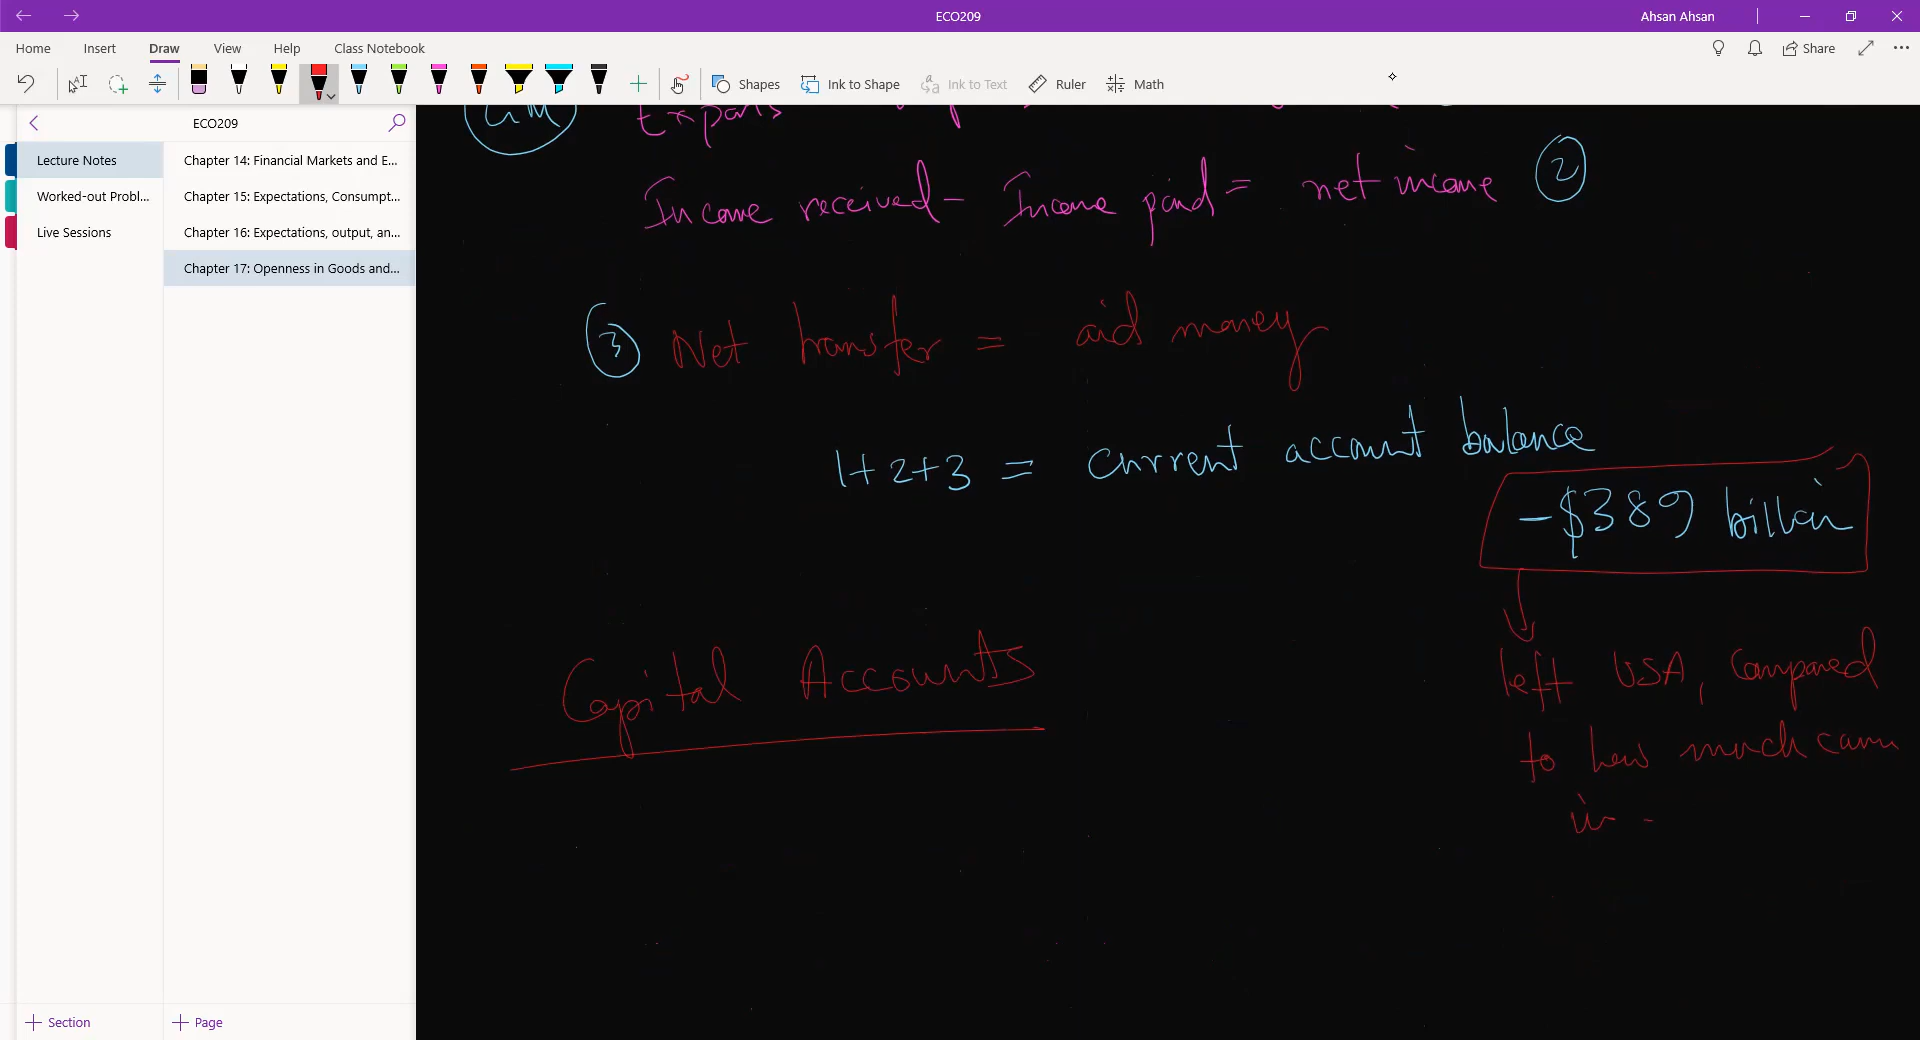 ECO209
Ahsan Ahsan
Home Insert Draw View Help Class Notebook
Share
Shapes Ink to Shape Ink to Text Ruler Math
ECO209
Lecture Notes
Worked-out Probl...
Live Sessions
Chapter 14: Financial Markets and E...
Chapter 15: Expectations, Consumpt...
Chapter 16: Expectations, output, an...
Chapter 17: Openness in Goods and...
Exports
Income received - Income paid = net income 2
3 Net transfer = aid money
1+2+3 = current account balance
-$389 billion
left USA, compared
to how much came
in -
Capital Accounts
Section
Page